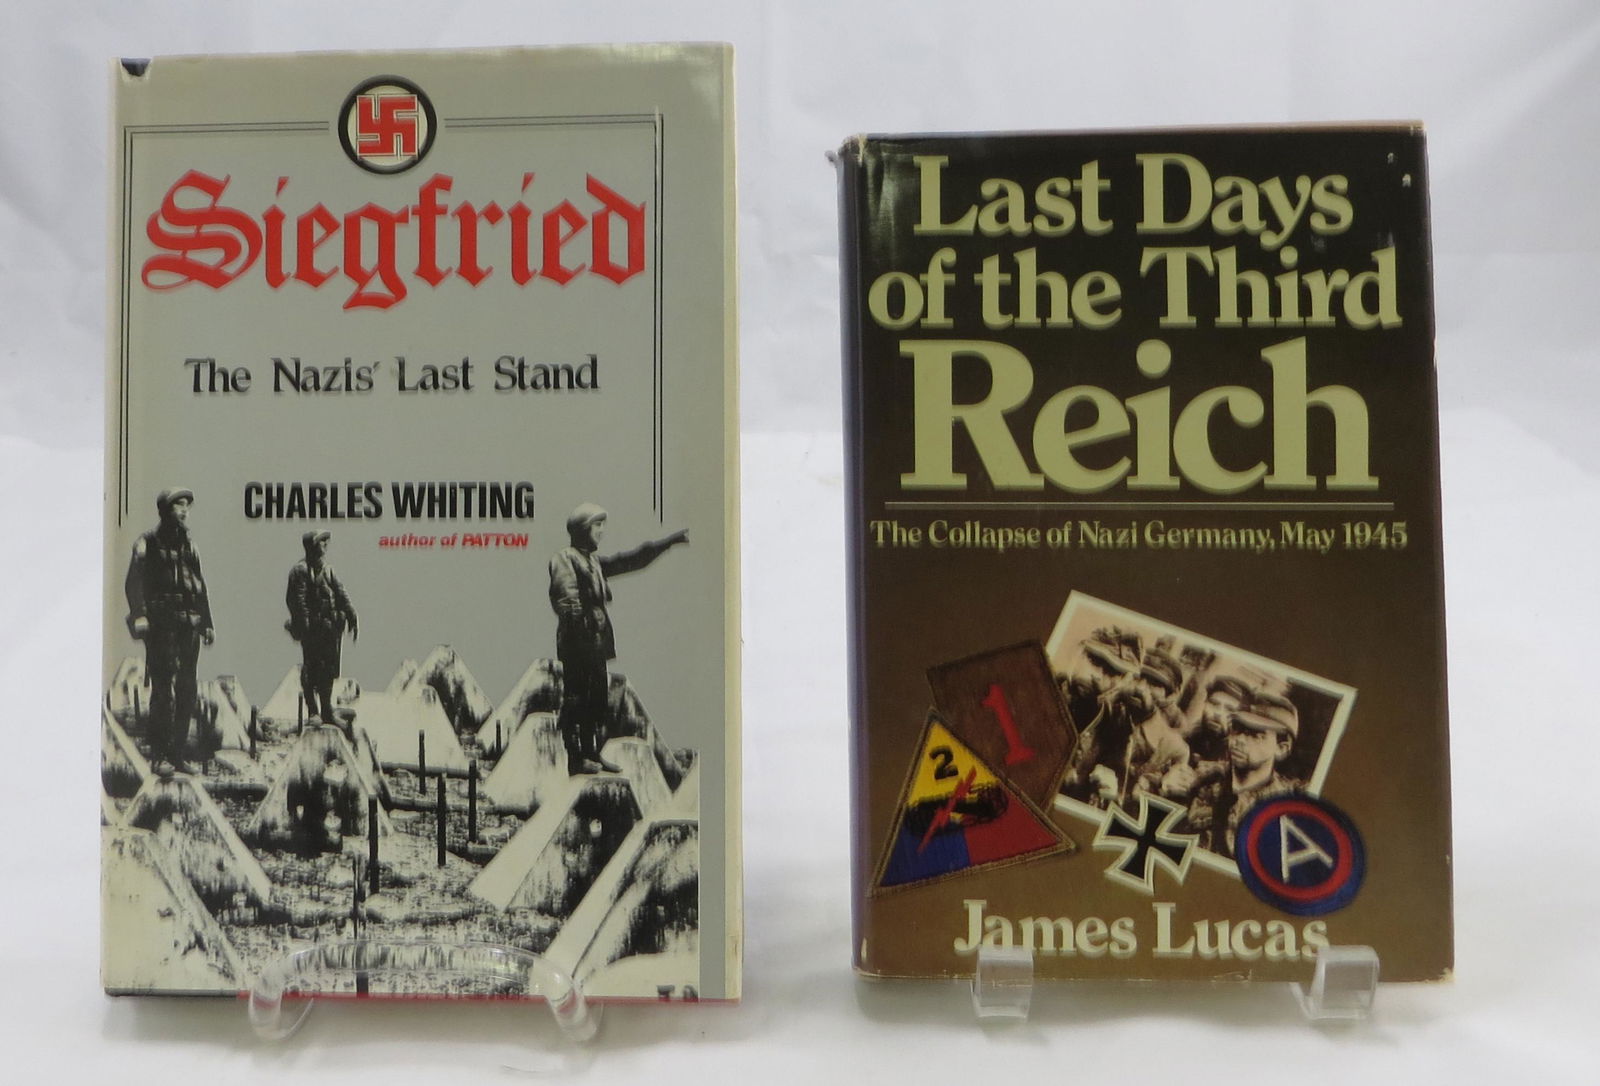 Siegfried
The Nazis' Last Stand
CHARLES WHITING
author of PATTON
Last Days
of the Third
Reich
The Collapse of Nazi Germany, May 1945
1
2
A
James Lucas